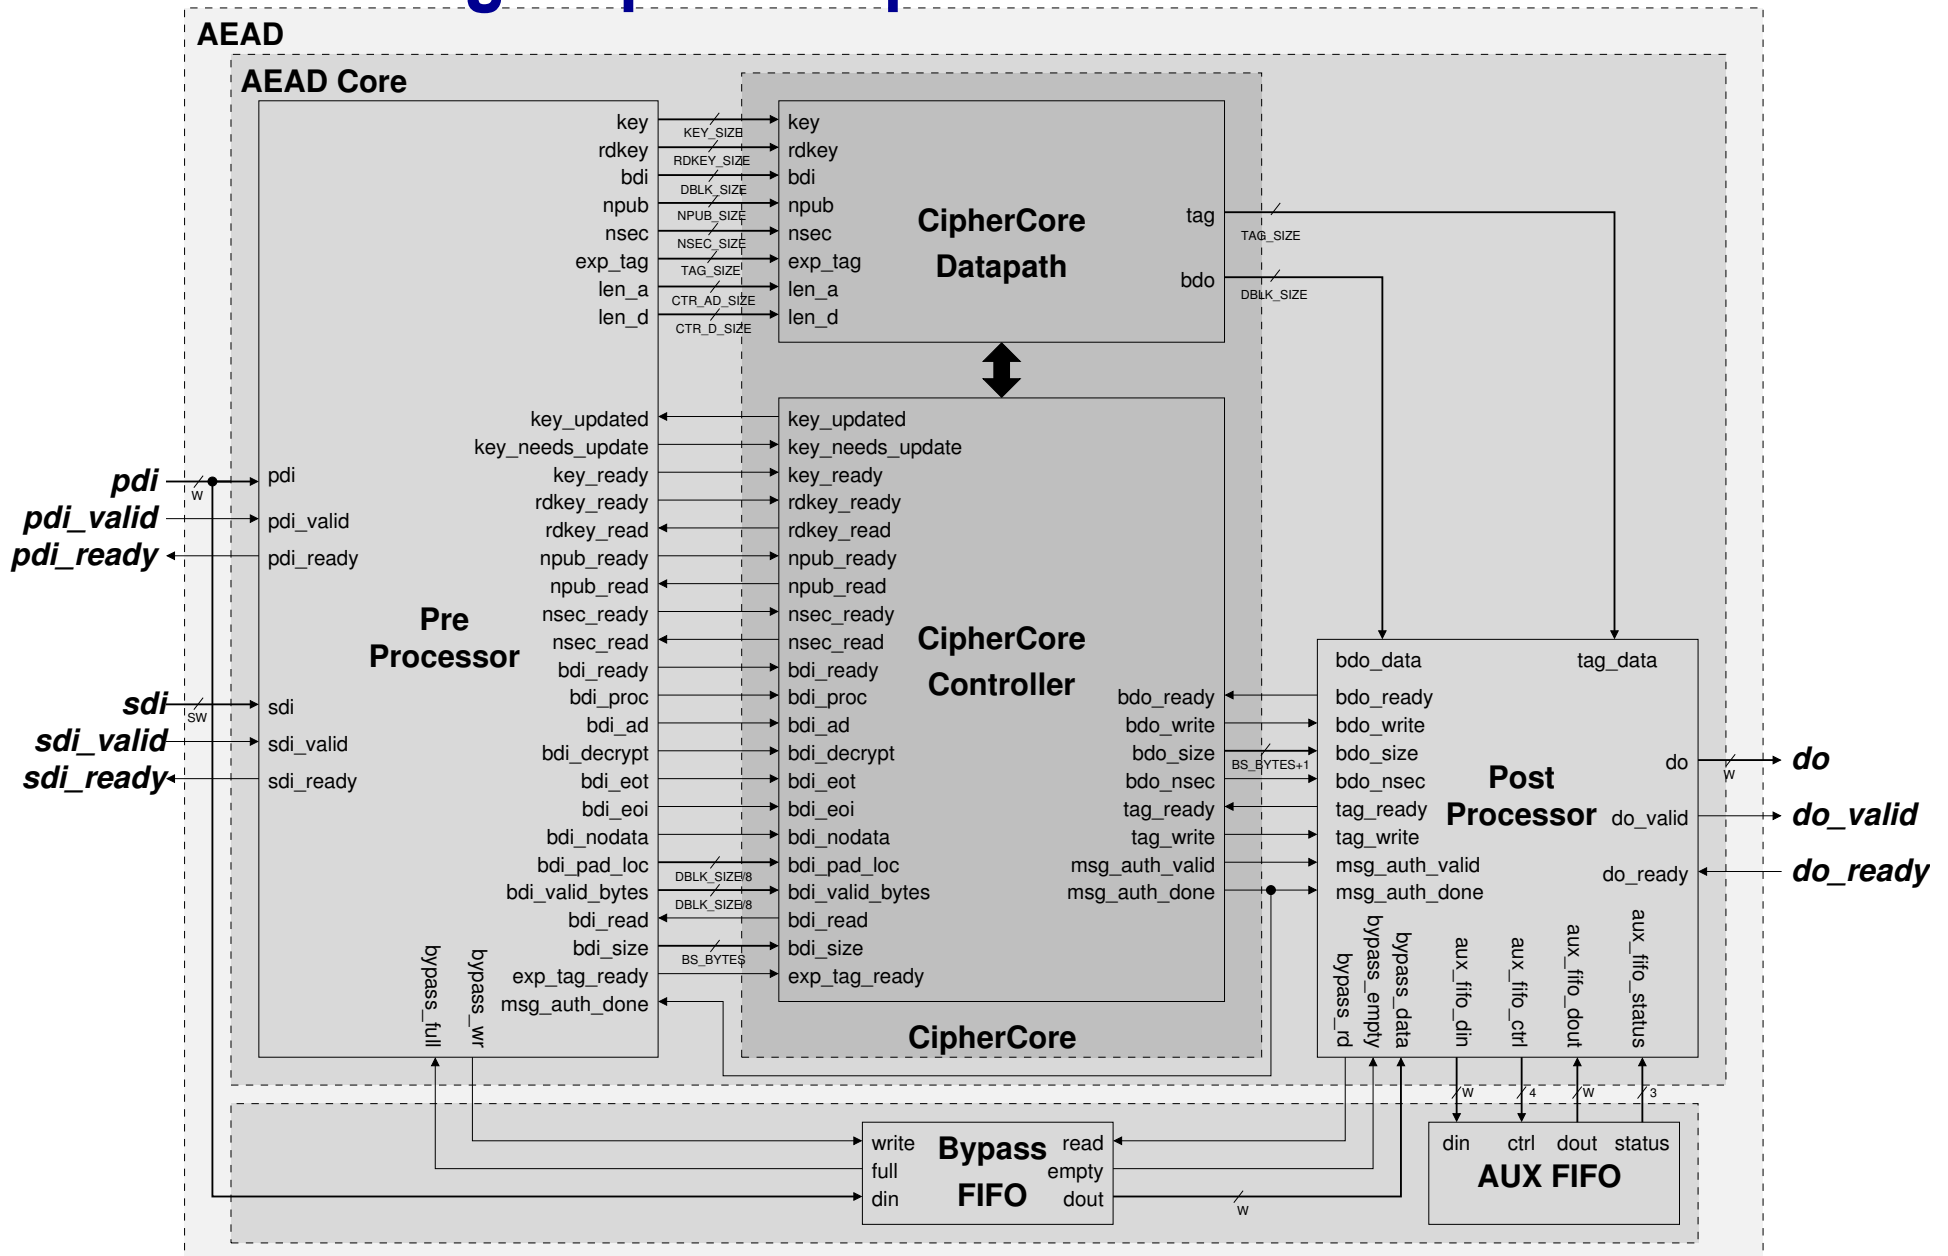 AEAD
AEAD Core
key
rdkey
bdi
npub
nsec
exp_tag
len_a
len_d
KEY_SIZE
RDKEY_SIZE
DBLK_SIZE
NPUB_SIZE
NSEC_SIZE
TAG_SIZE
CTR_AD_SIZE
CTR_D_SIZE
key
rdkey
bdi
npub
nsec
exp_tag
len_a
len_d
CipherCore
Datapath
tag
bdo
TAG_SIZE
DBLK_SIZE
pdi
pdi_valid
pdi_ready
W
sdi
sdi_valid
sdi_ready
SW
pdi
pdi_valid
pdi_ready
sdi
sdi_valid
sdi_ready
Pre
Processor
key_updated
key_needs_update
key_ready
rdkey_ready
rdkey_read
npub_ready
npub_read
nsec_ready
nsec_read
bdi_ready
bdi_proc
bdi_ad
bdi_decrypt
bdi_eot
bdi_eoi
bdi_nodata
bdi_pad_loc
bdi_valid_bytes
bdi_read
bdi_size
exp_tag_ready
msg_auth_done
bypass_full
bypass_wr
DBLK_SIZE/8
DBLK_SIZE/8
BS_BYTES
key_updated
key_needs_update
key_ready
rdkey_ready
rdkey_read
npub_ready
npub_read
nsec_ready
nsec_read
bdi_ready
bdi_proc
bdi_ad
bdi_decrypt
bdi_eot
bdi_eoi
bdi_nodata
bdi_pad_loc
bdi_valid_bytes
bdi_read
bdi_size
exp_tag_ready
CipherCore
Controller
bdo_ready
bdo_write
bdo_size
bdo_nsec
tag_ready
tag_write
msg_auth_valid
msg_auth_done
CipherCore
BS_BYTES+1
bdo_data
tag_data
bdo_ready
bdo_write
bdo_size
bdo_nsec
tag_ready
tag_write
msg_auth_valid
msg_auth_done
Post
Processor
do
do_valid
do_ready
W
do
do_valid
do_ready
bypass_rd
bypass_empty
bypass_data
aux_fifo_din
aux_fifo_ctrl
aux_fifo_dout
aux_fifo_status
W
4
W
3
write
full
din
Bypass
FIFO
read
empty
dout
W
din
ctrl
dout
status
AUX FIFO